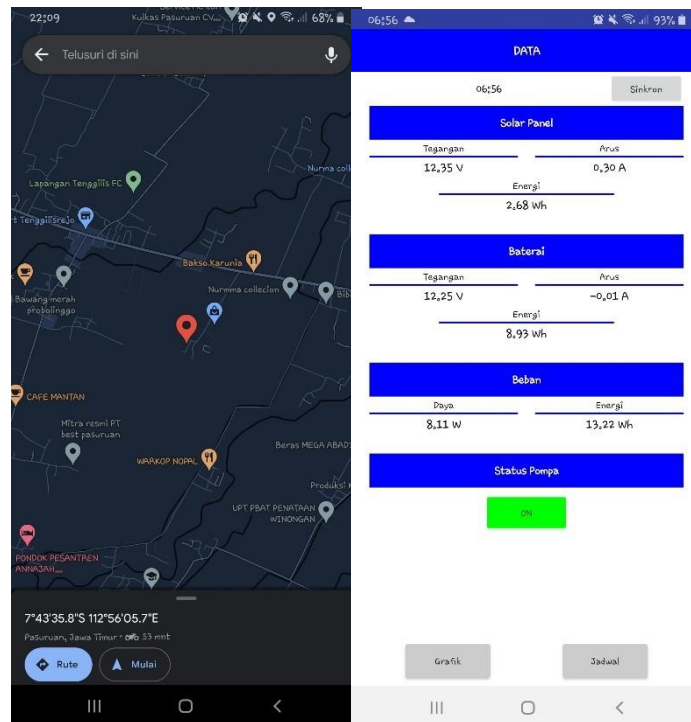 22:09
68%
Kulkas Pasuruan CV...
Telusuri di sini
Lapangan Tenggilis FC
Nurma coll
t Tenggilisrejo
Bakso Karunia
Nurmma collecion
Bib
Bawang merah
probolinggo
CAFE MANTAN
Mitra resmi PT
best pasuruan
WARKOP NOPAL
Beras MEGA ABADI
Produksi k
UPT PBAT PENATAAN
WINONGAN
PONDOK PESANTREN
ANNAJAH...
7°43'35.8"S 112°56'05.7"E
Pasuruan, Jawa Timur • 53 mnt
Rute
Mulai
06:56
93%
DATA
06:56
Sinkron
Solar Panel
Tegangan Arus
12,35 V 0,30 A
Energi
2,68 Wh
Baterai
Tegangan Arus
12,25 V -0,01 A
Energi
8,93 Wh
Beban
Daya Energi
8,11 W 13,22 Wh
Status Pompa
ON
Grafik
Jadwal